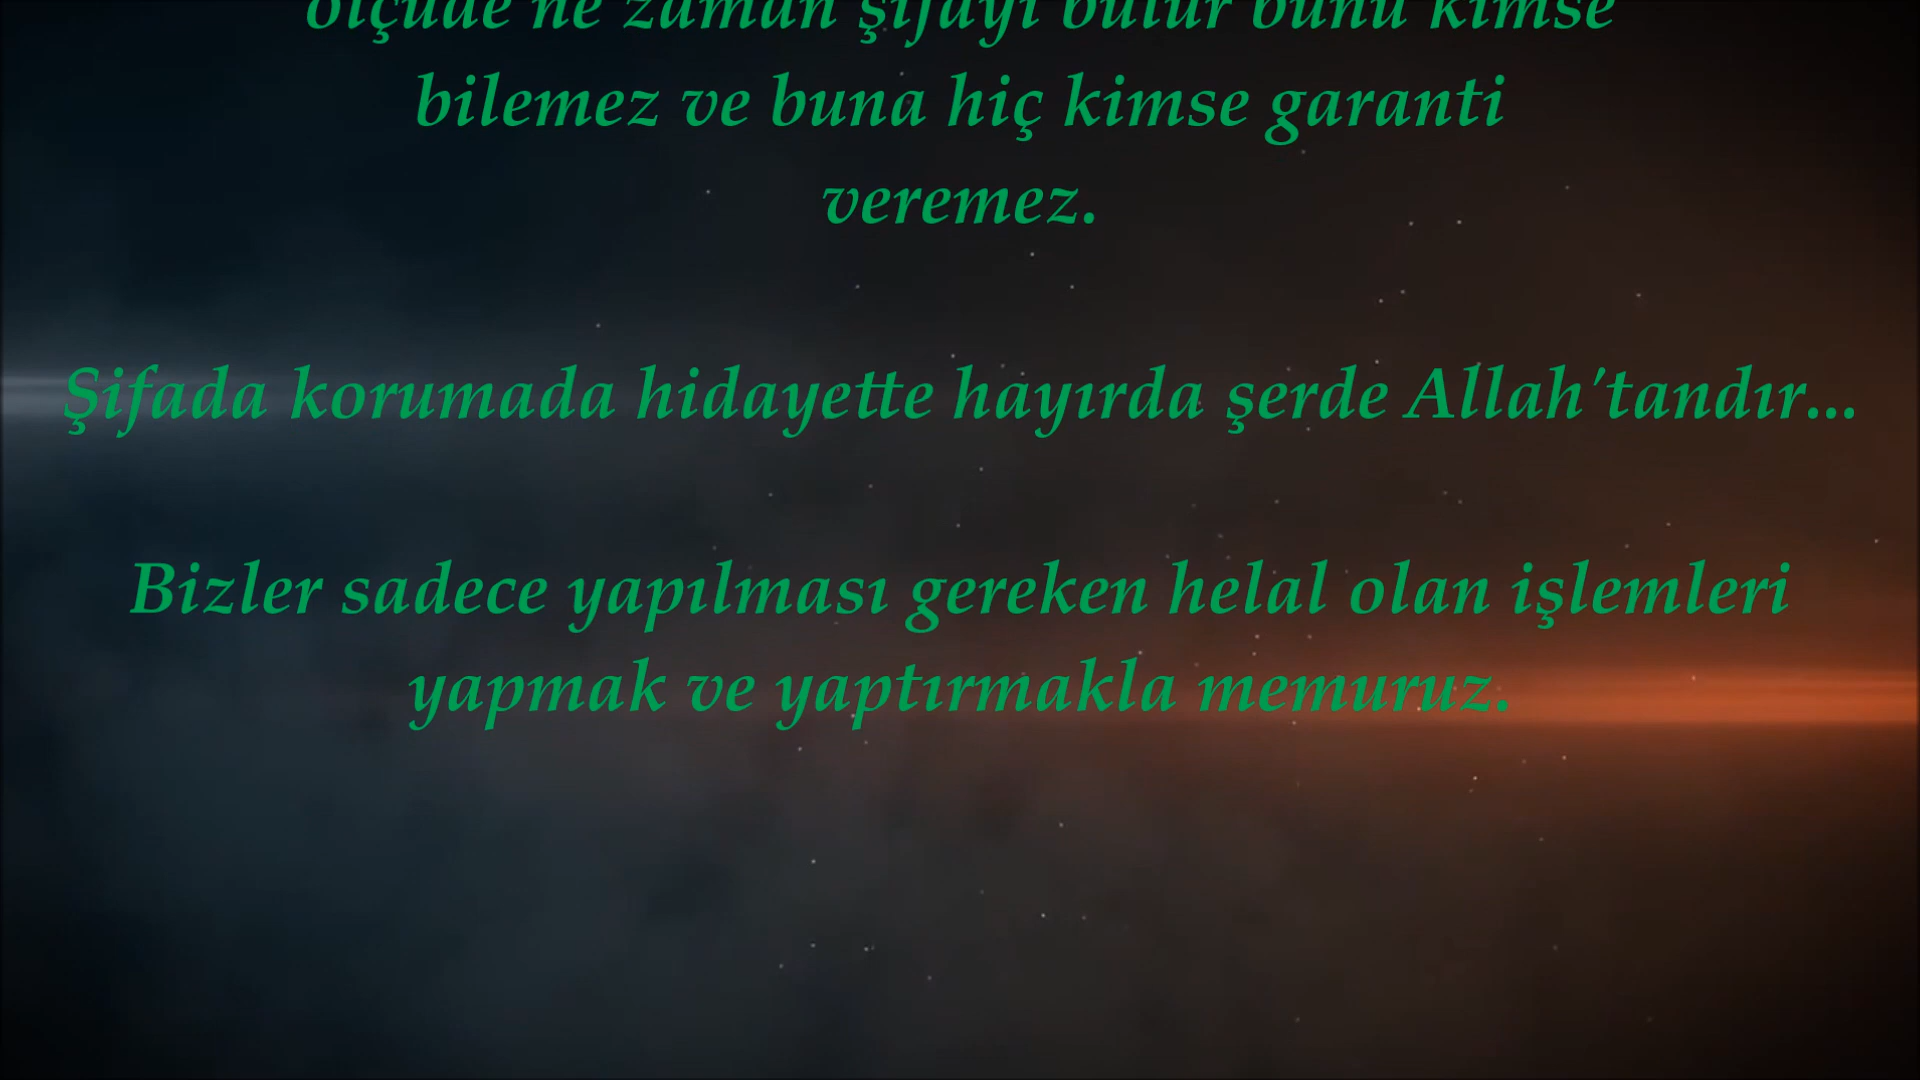 ölçüde ne zaman şifayı bulur bunu kimse
bilemez ve buna hiç kimse garanti
veremez.
Şifada korumada hidayette hayırda şerde Allah'tandır...
Bizler sadece yapılması gereken helal olan işlemleri
yapmak ve yaptırmakla memuruz.